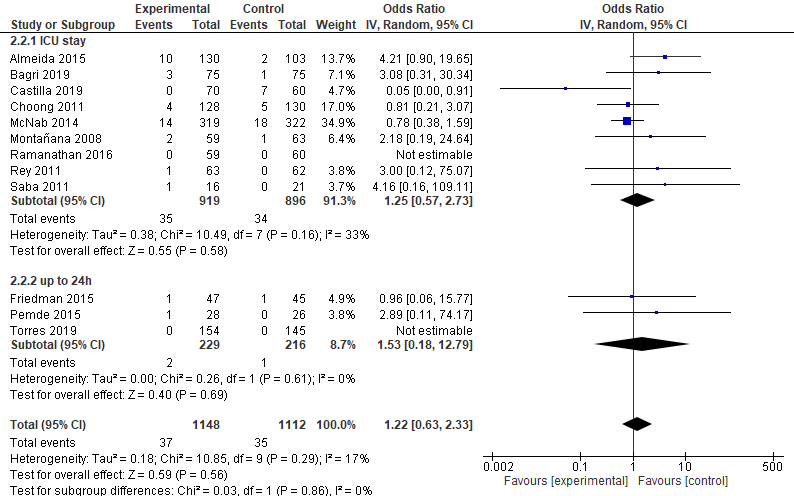 Experimental Control Odds Ratio Odds Ratio
Study or Subgroup Events Total Events Total Weight IV, Random, 95% CI IV, Random, 95% CI
2.2.1 ICU stay
Almeida 2015 10 130 2 103 13.7% 4.21 [0.90, 19.65]
Bagri 2019 3 75 1 75 7.1% 3.08 [0.31, 30.34]
Castilla 2019 0 70 7 60 4.7% 0.05 [0.00, 0.91]
Choong 2011 4 128 5 130 17.0% 0.81 [0.21, 3.07]
McNab 2014 14 319 18 322 34.9% 0.78 [0.38, 1.59]
Montañana 2008 2 59 1 63 6.4% 2.18 [0.19, 24.64]
Ramanathan 2016 0 59 0 60 Not estimable
Rey 2011 1 63 0 62 3.8% 3.00 [0.12, 75.07]
Saba 2011 1 16 0 21 3.7% 4.16 [0.16, 109.11]
Subtotal (95% CI) 919 896 91.3% 1.25 [0.57, 2.73]
Total events 35 34
Heterogeneity: Tau² = 0.38; Chi² = 10.49, df = 7 (P = 0.16); I² = 33%
Test for overall effect: Z = 0.55 (P = 0.58)
2.2.2 up to 24h
Friedman 2015 1 47 1 45 4.9% 0.96 [0.06, 15.77]
Pemde 2015 1 28 0 26 3.8% 2.89 [0.11, 74.17]
Torres 2019 0 154 0 145 Not estimable
Subtotal (95% CI) 229 216 8.7% 1.53 [0.18, 12.79]
Total events 2 1
Heterogeneity: Tau² = 0.00; Chi² = 0.26, df = 1 (P = 0.61); I² = 0%
Test for overall effect: Z = 0.40 (P = 0.69)
Total (95% CI) 1148 1112 100.0% 1.22 [0.63, 2.33]
Total events 37 35
Heterogeneity: Tau² = 0.18; Chi² = 10.85, df = 9 (P = 0.29); I² = 17%
Test for overall effect: Z = 0.59 (P = 0.56)
Test for subgroup differences: Chi² = 0.03, df = 1 (P = 0.86), I² = 0%
0.002 0.1 1 10 500
Favours [experimental] Favours [control]